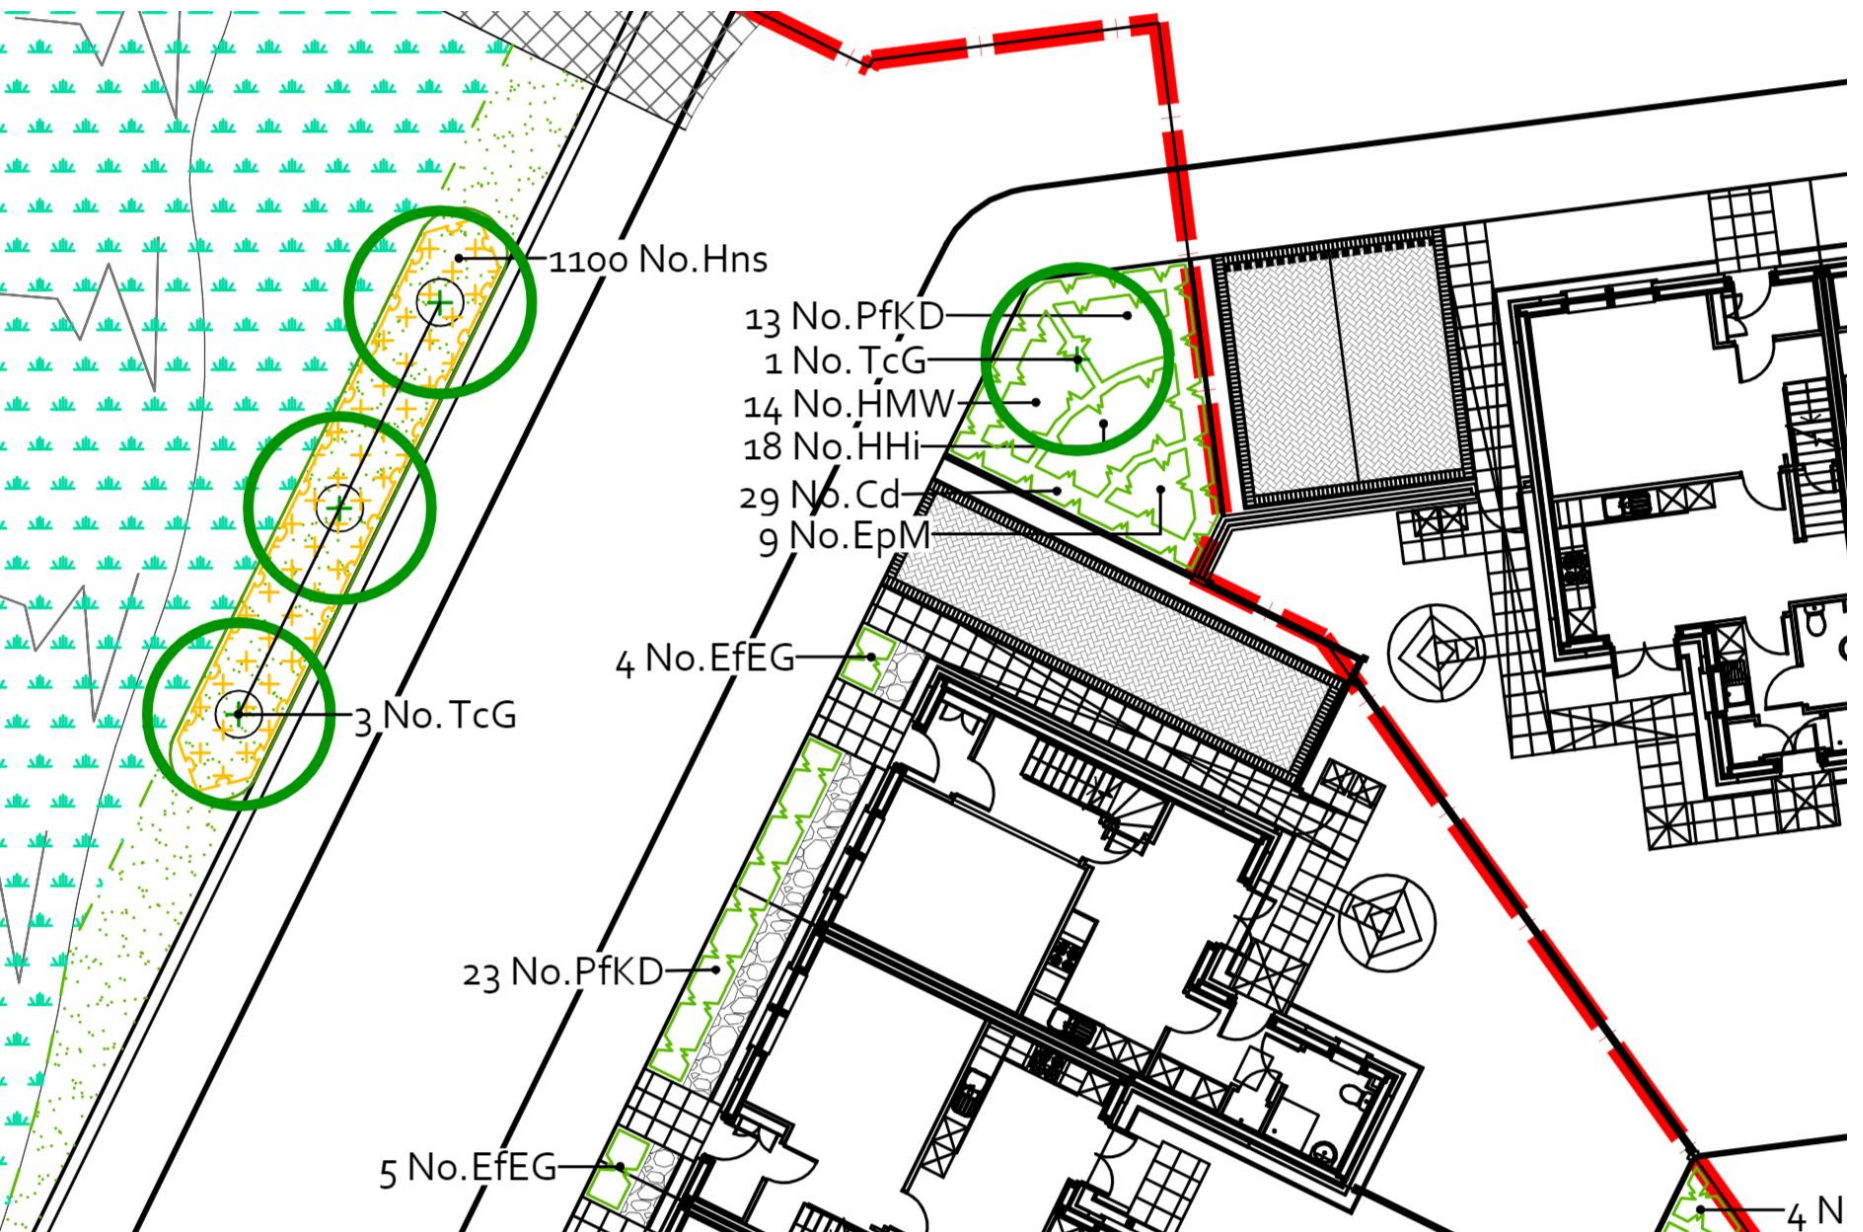 1100 No.Hns
13 No.PfKD
1 No. TcG
14 No.HMW
18 No.HHi
29 No.Cd
9 No.EpM
4 No.EfEG
3 No. TcG
23 No.PfKD
5 No.EfEG
4 N